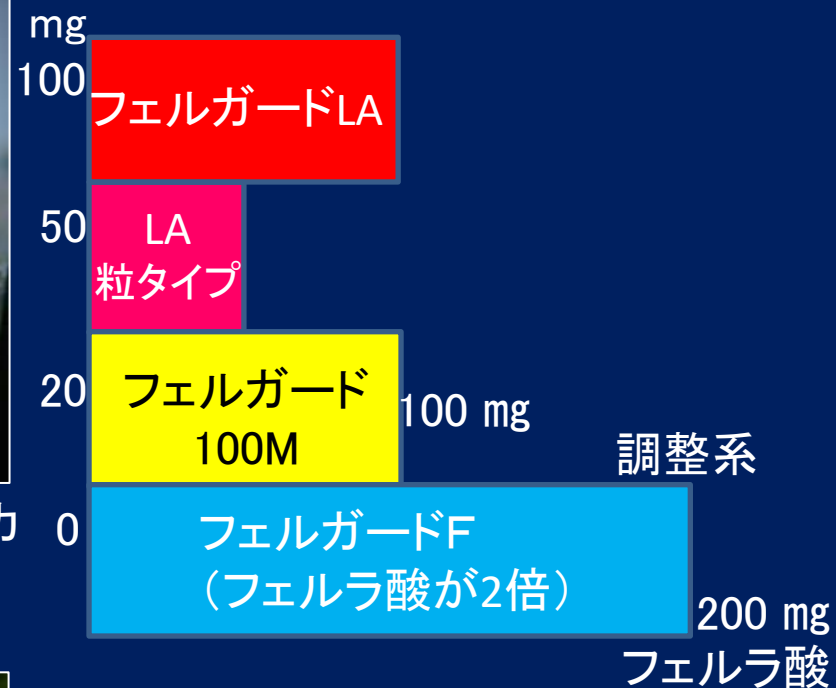 mg
100
フェルガードLA
50
LA
粒タイプ
20
フェルガード
100M
100 mg
調整系
カ
0
フェルガードF
（フェルラ酸が2倍）
200 mg
フェルラ酸